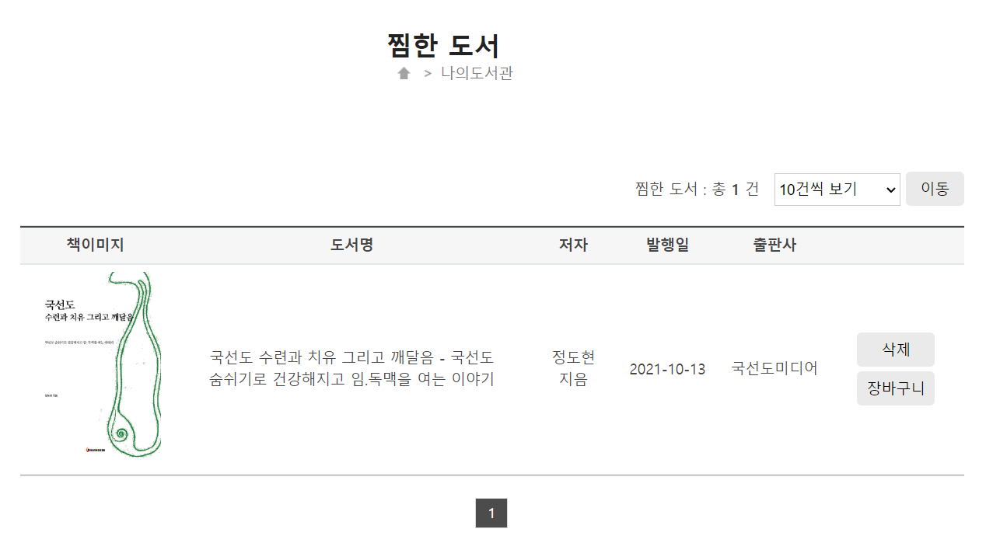 찜한 도서
> 나의도서관
찜한 도서 : 총 1 건 10건씩 보기 이동
책이미지 도서명 저자 발행일 출판사
국선도
수련과 치유 그리고 깨달음
국선도 수련과 치유 그리고 깨달음 - 국선도
숨쉬기로 건강해지고 임.독맥을 여는 이야기
정도현
지음
2021-10-13
국선도미디어
삭제
장바구니
1